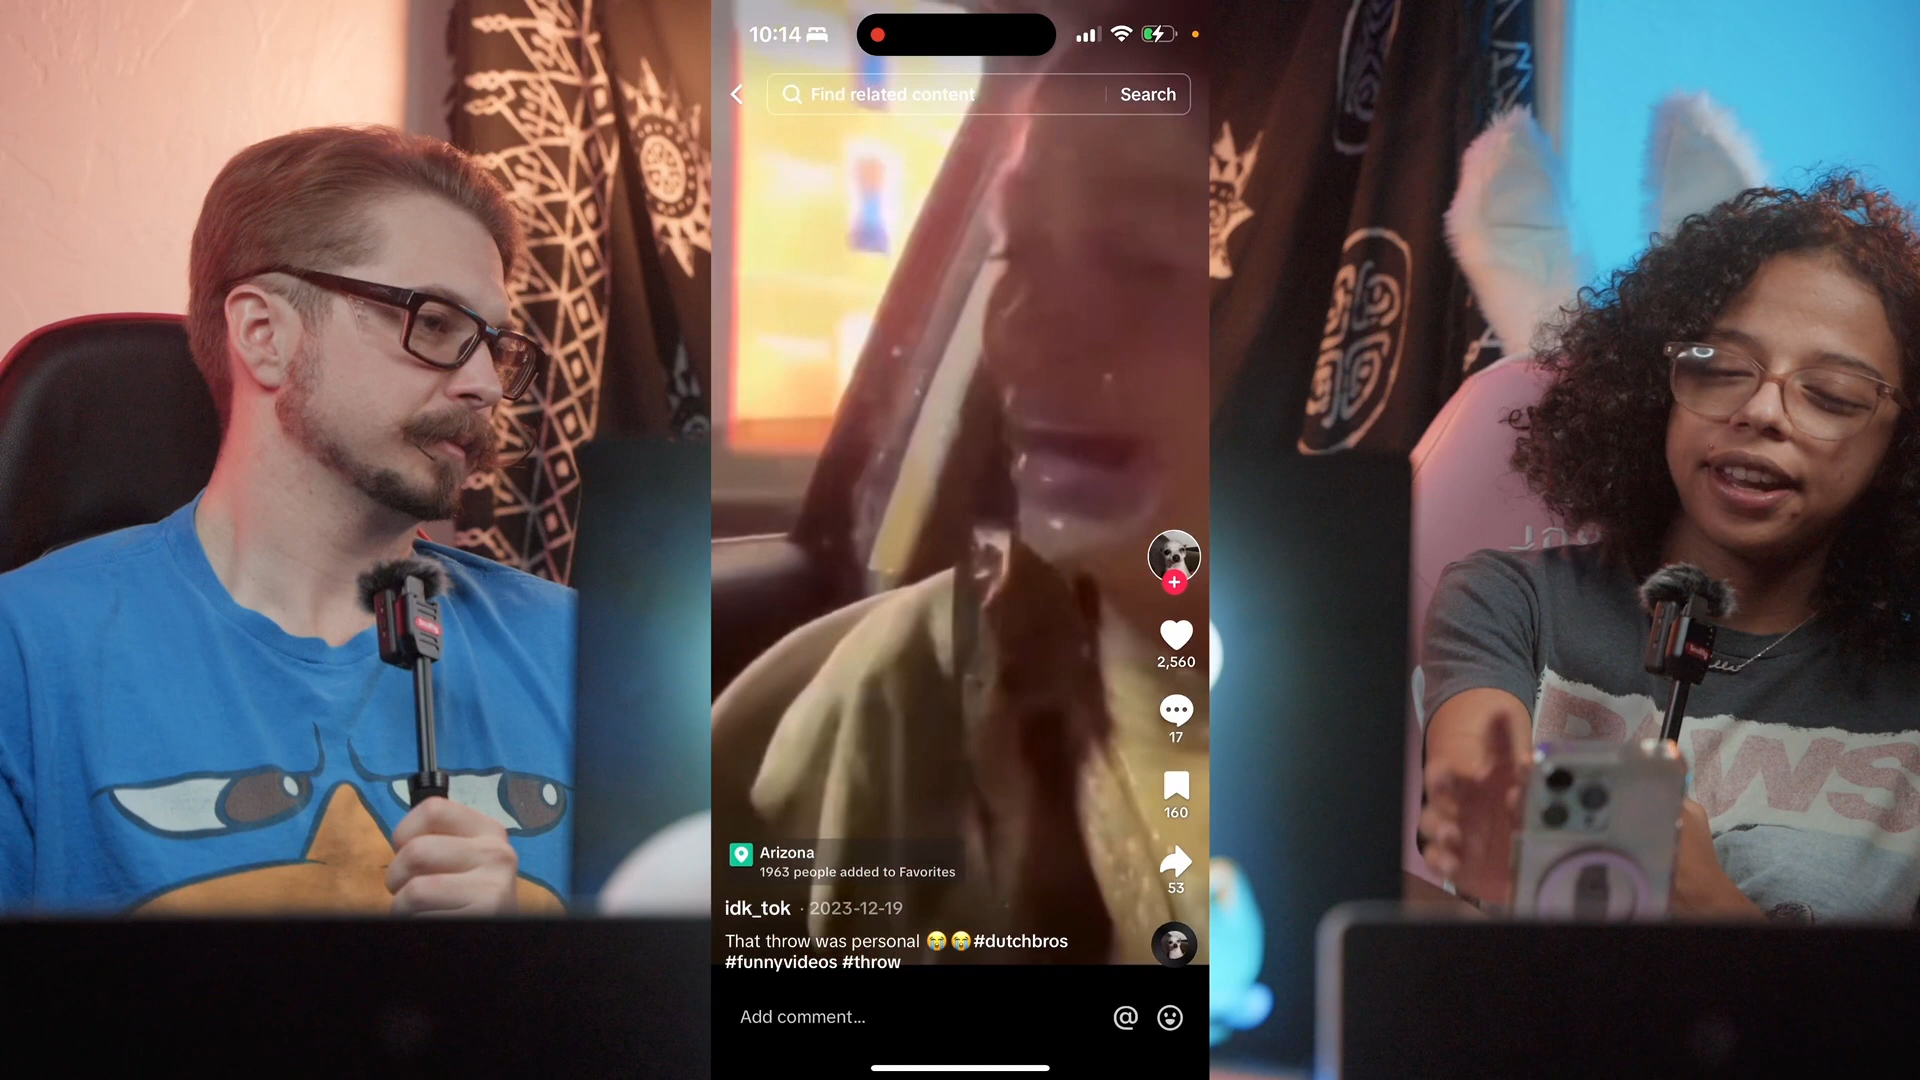 10:14
Find related content
Search
2,560
17
160
53
Arizona
1963 people added to Favorites
idk_tok · 2023-12-19
That throw was personal 😭😭#dutchbros
#funnyvideos #throw
Add comment...
@